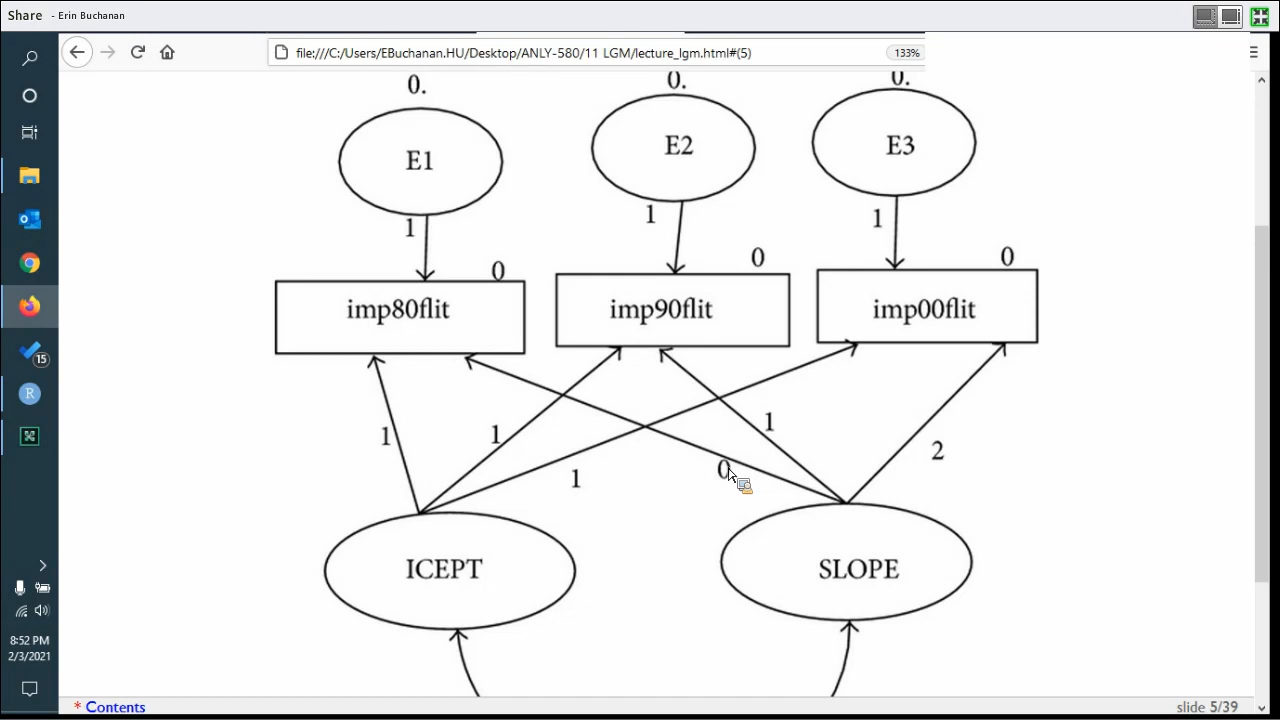 Share - Erin Buchanan
file:///C:/Users/EBuchanan.HU/Desktop/ANLY-580/11 LGM/lecture_lgm.html#(5)
133%
0.
0.
0.
E1
E2
E3
1
1
1
0
0
0
imp80flit
imp90flit
imp00flit
1
1
1
0
1
2
ICEPT
SLOPE
15
R
8:52 PM
2/3/2021
* Contents
slide 5/39